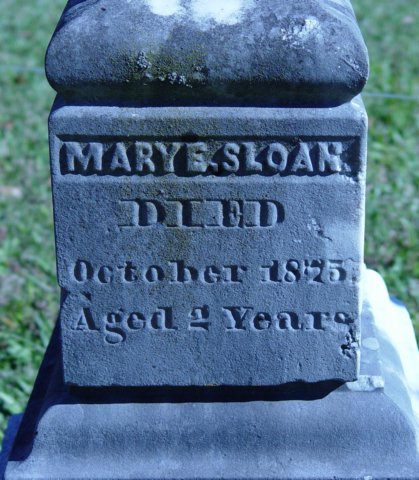 MARY E. SLOAN.
DIED
October 1875.
Aged 2 Years